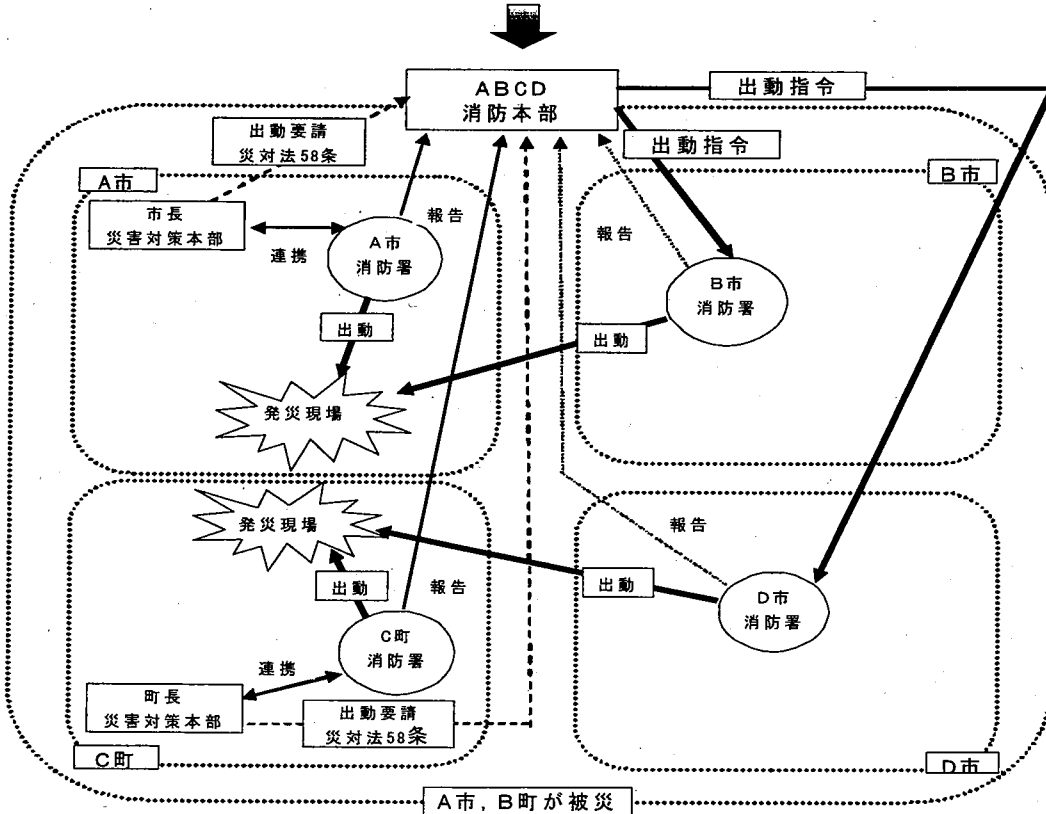 ABCD
消防本部
出動指令
出動要請
災対法58条
出動指令
A市
B市
市長
災害対策本部
連携
報告
A市
消防署
報告
B市
消防署
出動
出動
発災現場
発災現場
報告
出動
報告
出動
D市
消防署
C町
消防署
連携
町長
災害対策本部
出動要請
災対法58条
C町
D市
A市，B町が被災